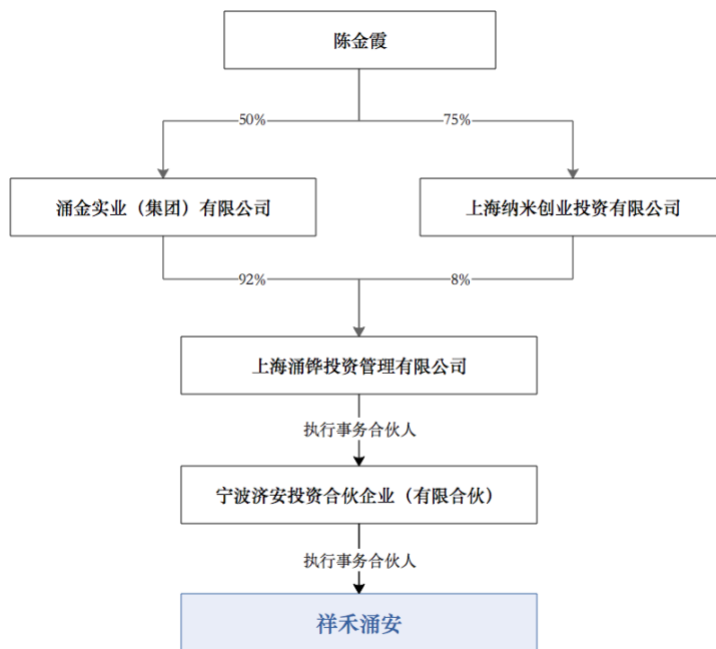 陈金霞
50%
75%
涌金实业（集团）有限公司
上海纳米创业投资有限公司
92%
8%
上海涌铧投资管理有限公司
执行事务合伙人
宁波济安投资合伙企业（有限合伙）
执行事务合伙人
祥禾涌安